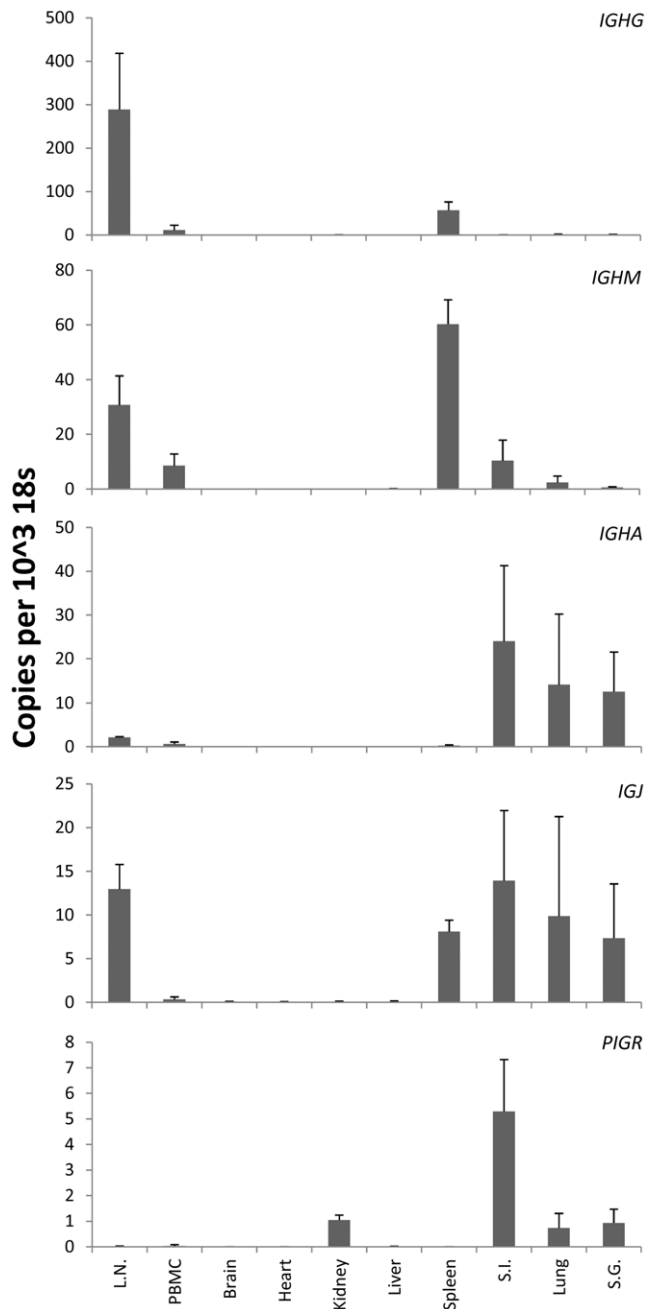 Copies per 10^3 18s
IGHG
500
400
300
200
100
0
IGHM
80
60
40
20
0
IGHA
50
40
30
20
10
0
IGJ
25
20
15
10
5
0
PIGR
8
7
6
5
4
3
2
1
0
L.N.
PBMC
Brain
Heart
Kidney
Liver
Spleen
S.I.
Lung
S.G.